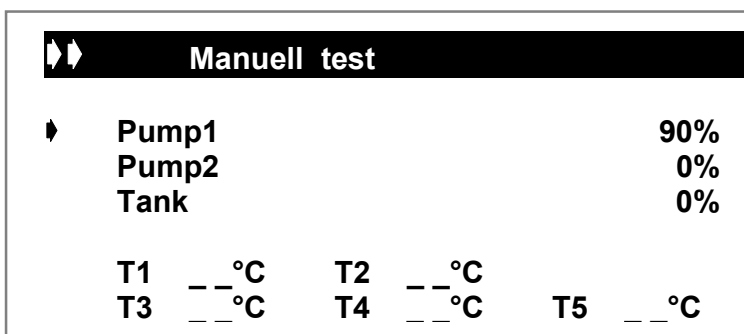 Manuell test
Pump1 90%
Pump2 0%
Tank 0%
T1 _ _°C T2 _ _°C
T3 _ _°C T4 _ _°C T5 _ _°C